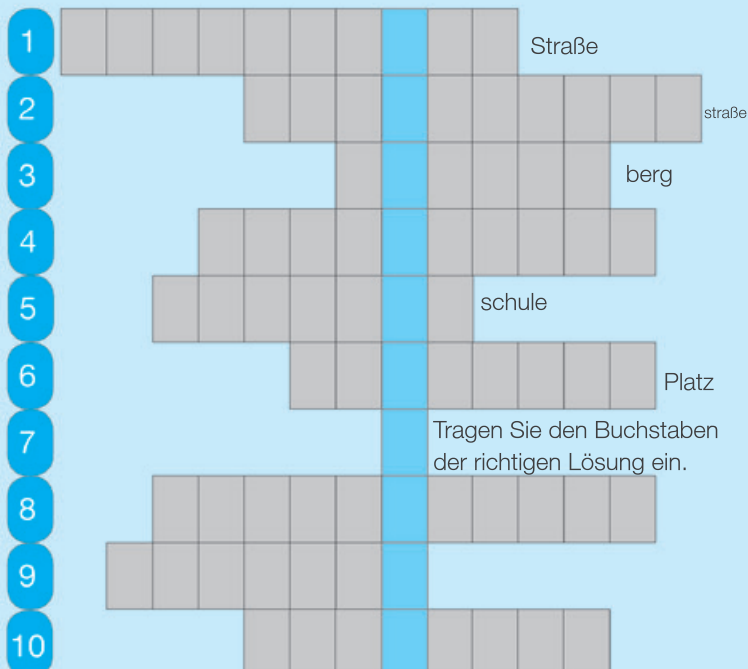 1
Straße
2
straße
3
berg
4
5
schule
6
Platz
7
Tragen Sie den Buchstaben
der richtigen Lösung ein.
8
9
10